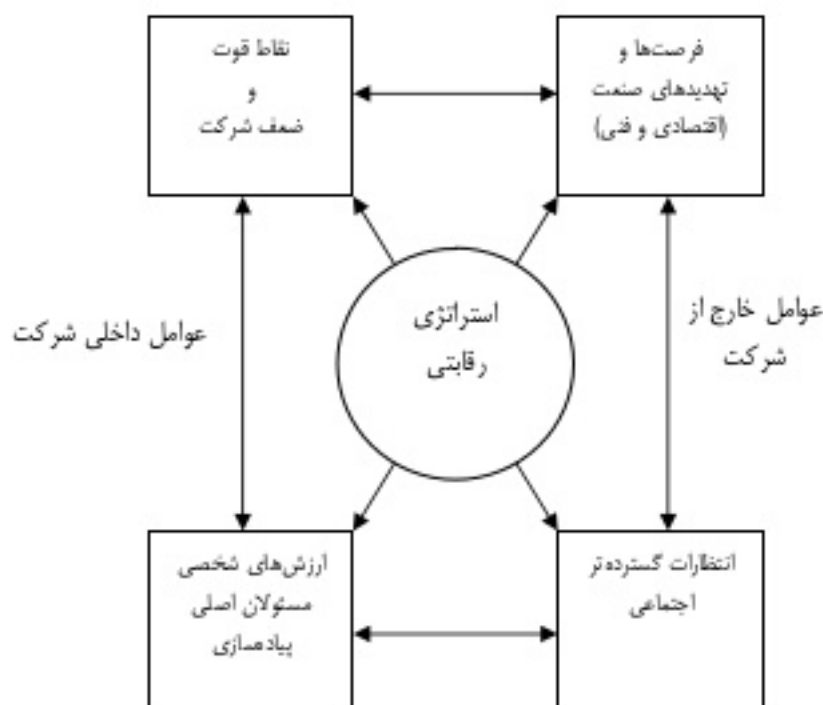 فرصت‌ها و
تهدیدهای صنعت
(اقتصادی و فنی)
نقاط قوت
و
ضعف شرکت
عوامل خارج از
شرکت
استراتژی
رقابتی
عوامل داخلی شرکت
انتظارات گسترده‌تر
اجتماعی
ارزش‌های شخصی
مسئولان اصلی
پیاده‌سازی